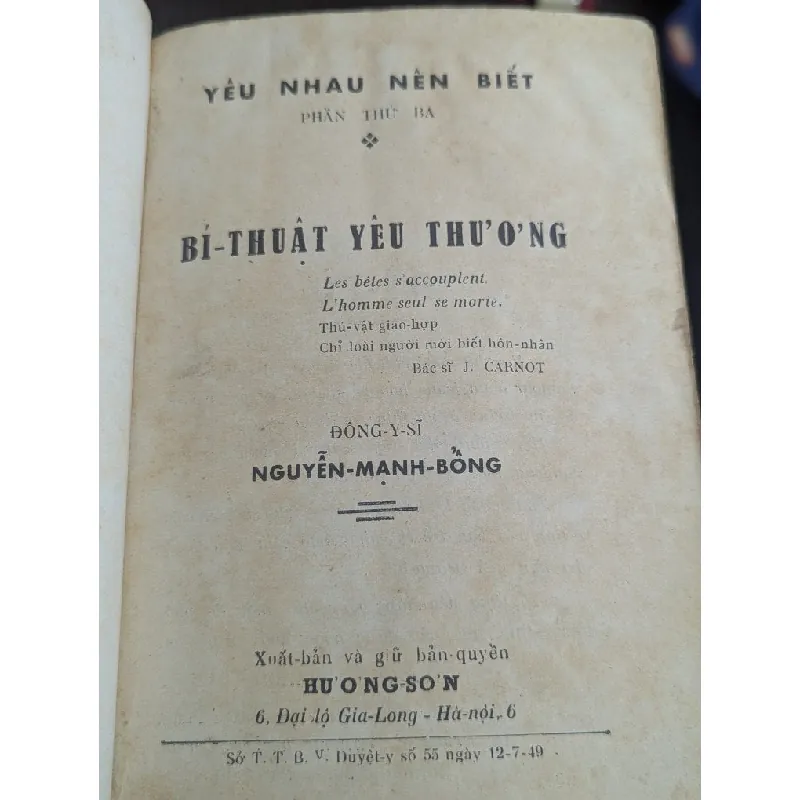 YÊU NHAU NÊN BIẾT
PHẦN THỨ BA
BÍ-THUẬT YÊU THƯƠNG
Les bêtes s'accouplent.
L'homme seul se marie.
Thú-vật giao-hợp
Chỉ loài người mới biết hôn-nhân
Bác sĩ J. CARNOT
ĐÔNG-Y-SĨ
NGUYỄN-MẠNH-BỔNG
Xuất-bản và giữ bản-quyền
HƯƠNG-SƠN
6, Đại lộ Gia-Long - Hà-nội, 6
Sở T. T. B. V. Duyệt-y số 55 ngày 12-7-49